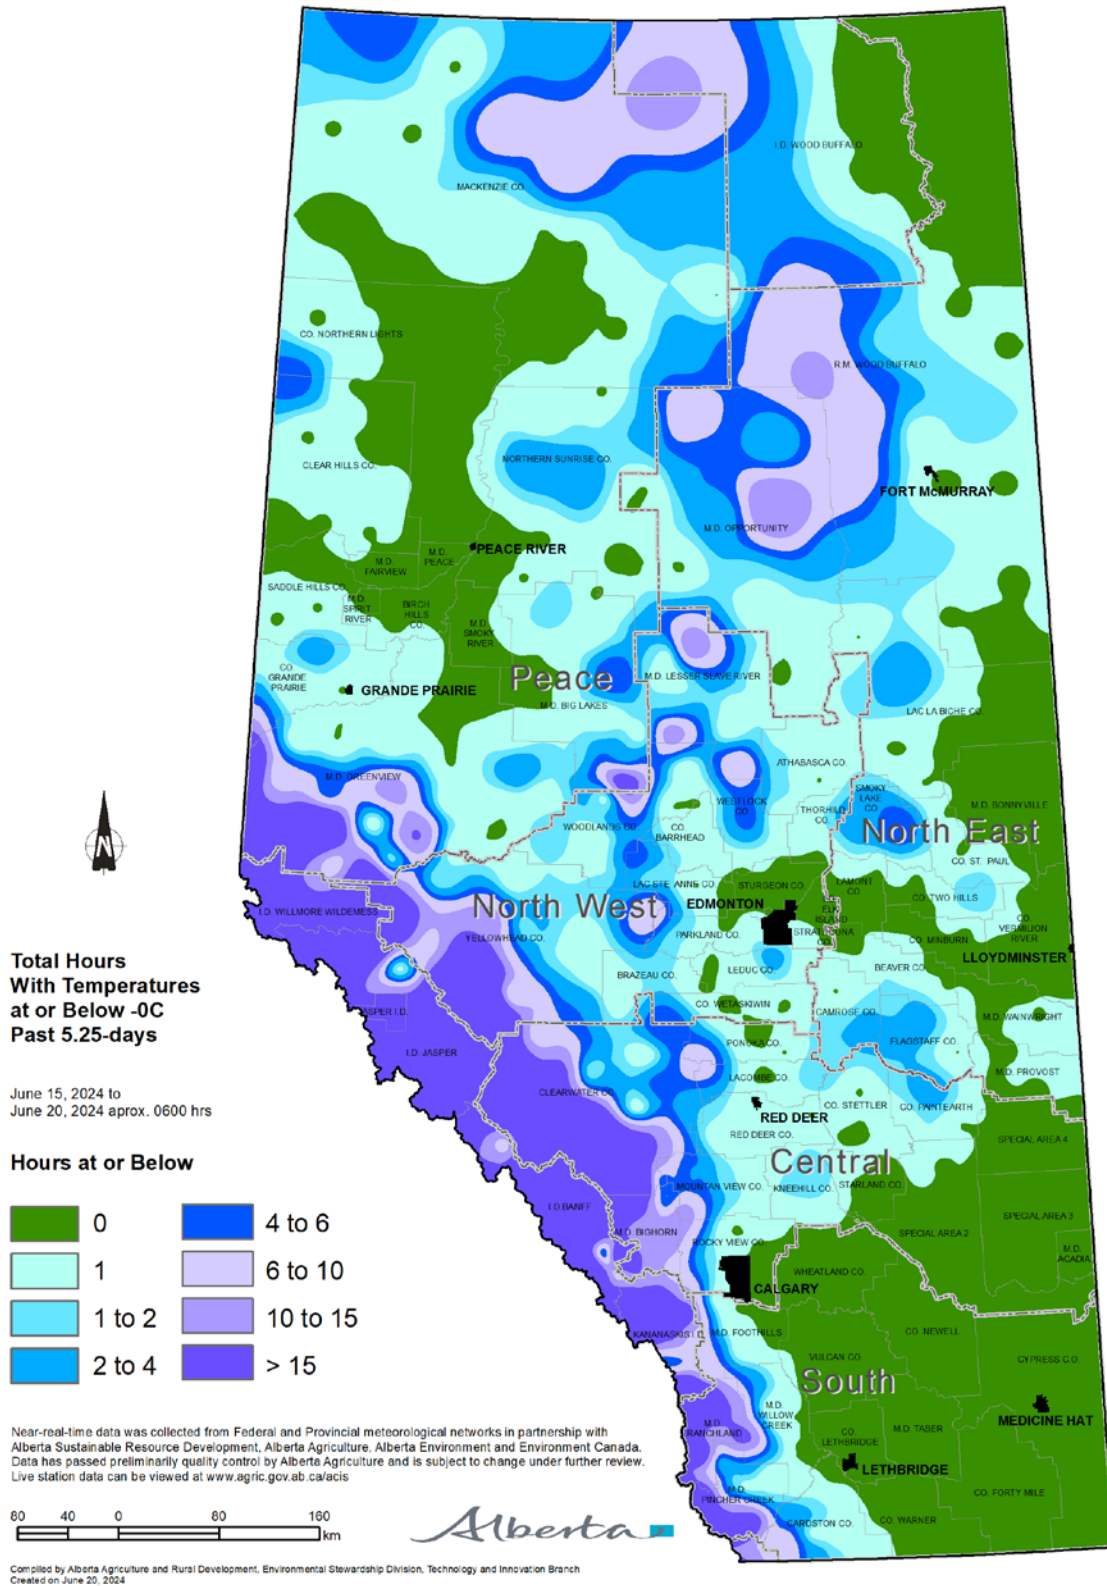 I.D. WOOD BUFFALO
MACKENZIE CO.
CO. NORTHERN LIGHTS
R.M. WOOD BUFFALO
CLEAR HILLS CO.
NORTHERN SUNRISE CO.
FORT McMURRAY
M.D. OPPORTUNITY
PEACE RIVER
M.D.
PEACE
M.D.
FAIRVIEW
SADDLE HILLS CO.
M.D.
SPIRIT
RIVER
BIRCH
HILLS
CO.
M.D.
SMOKY
RIVER
CO.
GRANDE
PRAIRIE
GRANDE PRAIRIE
Peace
M.D. LESSER SLAVE RIVER
M.D. BIG LAKES
LAC LA BICHE CO.
M.D. GREENVIEW
ATHABASCA CO.
WESTLOCK
CO.
SMOKY
LAKE
CO.
THORHILD
CO.
M.D. BONNYVILLE
WOODLANDS CO.
CO.
BARRHEAD
North East
CO. ST. PAUL
LAC STE. ANNE CO.
STURGEON CO.
LAMONT
CO.
CO. TWO HILLS
I.D. WILLMORE WILDERNESS
North West
EDMONTON
ELK
ISLAND
STRATHCONA
CO.
CO.
VERMILION
RIVER
YELLOWHEAD CO.
PARKLAND CO.
CO. MINBURN
LLOYDMINSTER
BRAZEAU CO.
LEDUC CO.
BEAVER CO.
Total Hours
With Temperatures
at or Below -0C
Past 5.25-days
JASPER I.D.
CO. WETASKIWIN
CAMROSE CO.
M.D. WAINWRIGHT
I.D. JASPER
PONOKA CO.
FLAGSTAFF CO.
LACOMBE CO.
M.D. PROVOST
June 15, 2024 to
June 20, 2024 aprox. 0600 hrs
CLEARWATER CO.
RED DEER
CO. STETTLER
CO. PAINTEARTH
RED DEER CO.
SPECIAL AREA 4
Hours at or Below
Central
MOUNTAIN VIEW CO.
KNEEHILL CO.
STARLAND CO.
I.D. BANFF
M.D. BIGHORN
SPECIAL AREA 2
SPECIAL AREA 3
ROCKY VIEW CO.
M.D.
ACADIA
WHEATLAND CO.
CALGARY
0
4 to 6
1
6 to 10
1 to 2
10 to 15
2 to 4
> 15
KANANASKIS I.D.
M.D. FOOTHILLS
CO. NEWELL
VULCAN CO.
CYPRESS CO.
South
M.D.
WILLOW
CREEK
MEDICINE HAT
M.D.
RANCHLAND
CO.
LETHBRIDGE
M.D. TABER
LETHBRIDGE
M.D.
PINCHER CREEK
CO. FORTY MILE
CARDSTON CO.
CO. WARNER
N
Near-real-time data was collected from Federal and Provincial meteorological networks in partnership with
Alberta Sustainable Resource Development, Alberta Agriculture, Alberta Environment and Environment Canada.
Data has passed preliminarily quality control by Alberta Agriculture and is subject to change under further review.
Live station data can be viewed at www.agric.gov.ab.ca/acis
80 40 0 80 160
km
Alberta
Compiled by Alberta Agriculture and Rural Development, Environmental Stewardship Division, Technology and Innovation Branch
Created on June 20, 2024